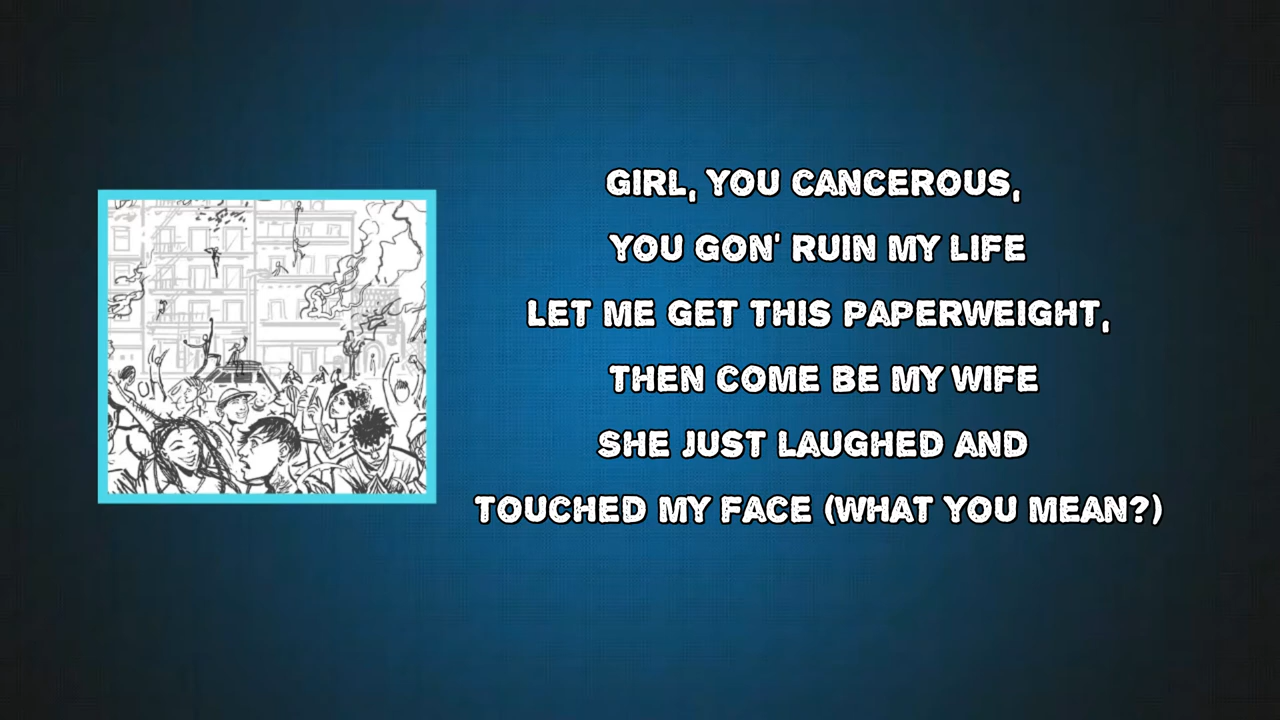 GIRL, YOU CANCEROUS,
YOU GON' RUIN MY LIFE
LET ME GET THIS PAPERWEIGHT,
THEN COME BE MY WIFE
SHE JUST LAUGHED AND
TOUCHED MY FACE (WHAT YOU MEAN?)